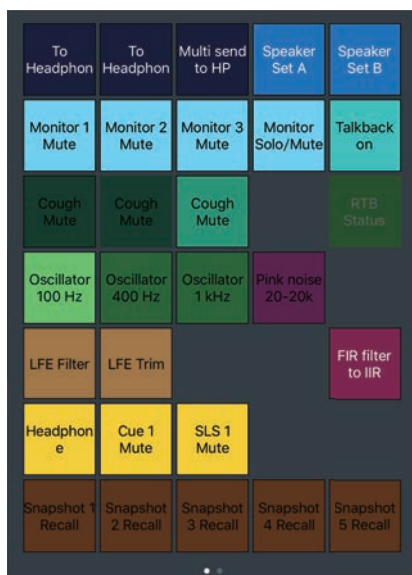 To
Headphon
To
Headphon
Multi send
to HP
Speaker
Set A
Speaker
Set B
Monitor 1
Mute
Monitor 2
Mute
Monitor 3
Mute
Monitor
Solo/Mute
Talkback
on
Cough
Mute
Cough
Mute
Cough
Mute
RTB
Status
Oscillator
100 Hz
Oscillator
400 Hz
Oscillator
1 kHz
Pink noise
20-20k
LFE Filter
LFE Trim
FIR filter
to IIR
Headphon
e
Cue 1
Mute
SLS 1
Mute
Snapshot 1
Recall
Snapshot
2 Recall
Snapshot
3 Recall
Snapshot
4 Recall
Snapshot
5 Recall